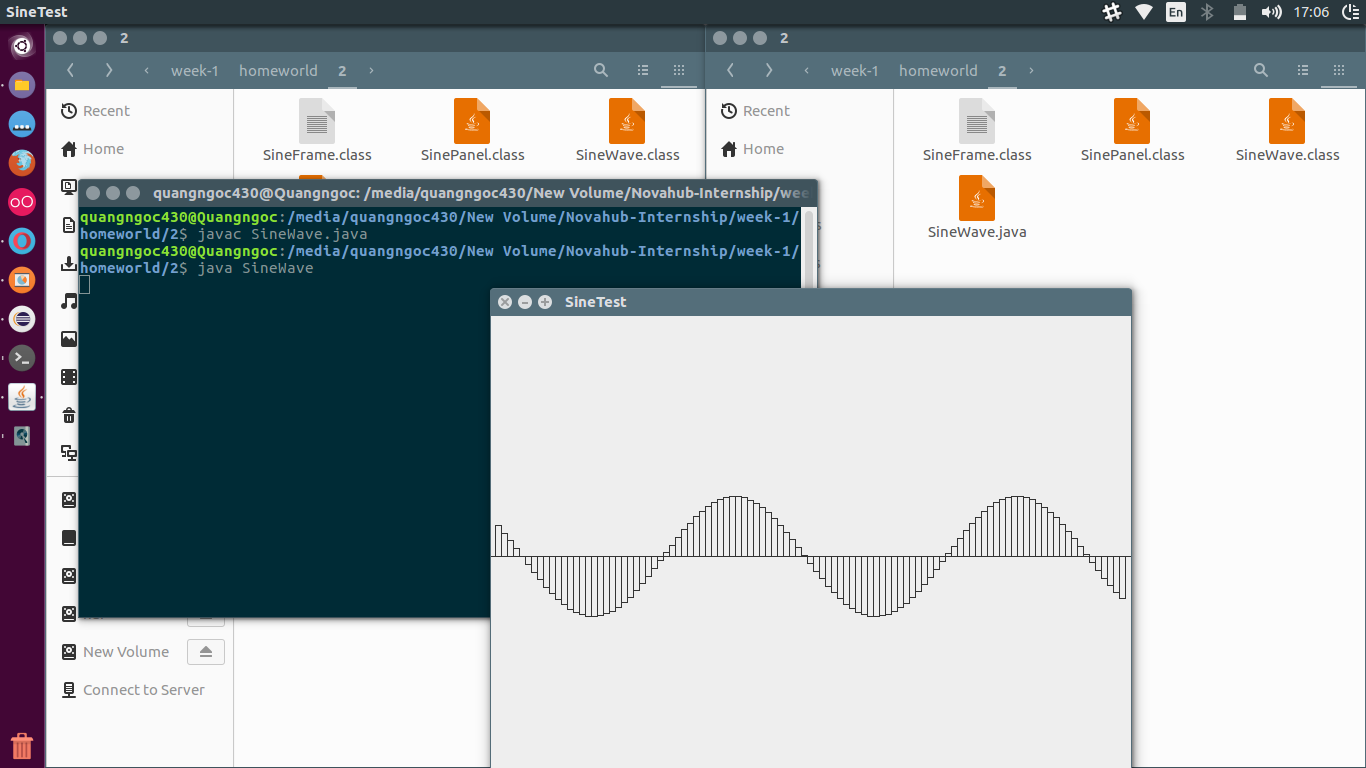 SineTest
En
17:06
2
week-1 homeworld 2
Recent
Home
SineFrame.class SinePanel.class SineWave.class
New Volume
Connect to Server
2
week-1 homeworld 2
Recent
Home
SineFrame.class SinePanel.class SineWave.class
SineWave.java
quangngoc430@Quangngoc: /media/quangngoc430/New Volume/Novahub-Internship/wee
quangngoc430@Quangngoc:/media/quangngoc430/New Volume/Novahub-Internship/week-1/
homeworld/2$ javac SineWave.java
quangngoc430@Quangngoc:/media/quangngoc430/New Volume/Novahub-Internship/week-1/
homeworld/2$ java SineWave
SineTest